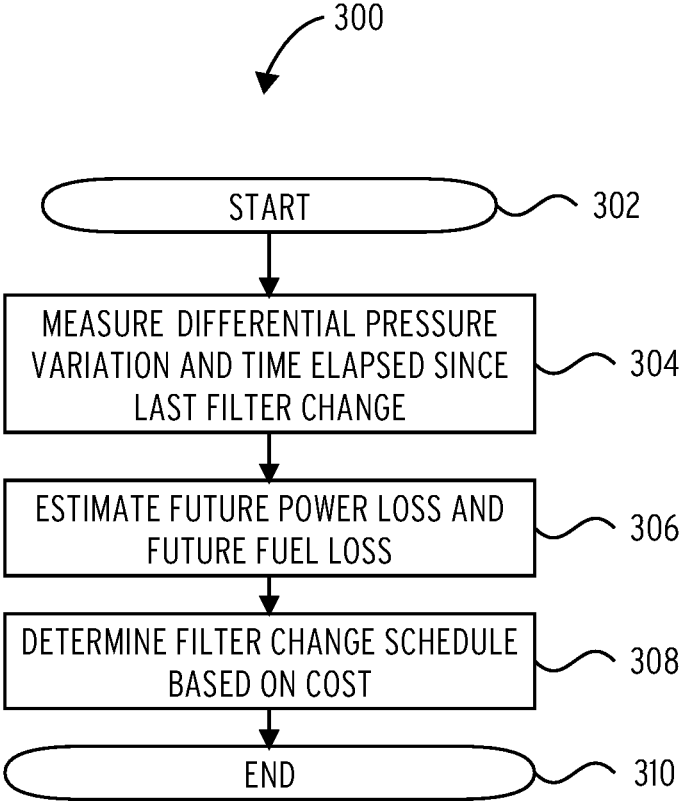 300
START
302
MEASURE DIFFERENTIAL PRESSURE
VARIATION AND TIME ELAPSED SINCE
LAST FILTER CHANGE
304
ESTIMATE FUTURE POWER LOSS AND
FUTURE FUEL LOSS
306
DETERMINE FILTER CHANGE SCHEDULE
BASED ON COST
308
END
310